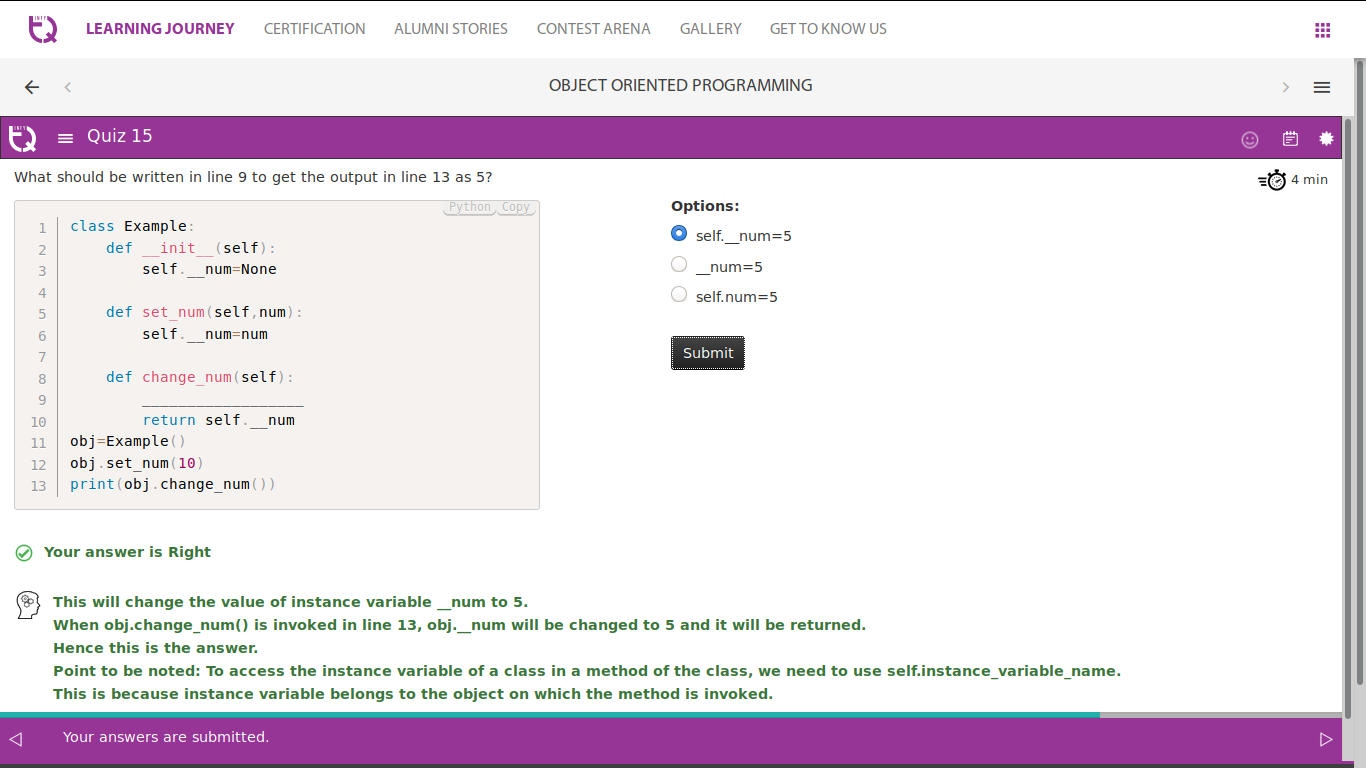 INFY
TQ
LEARNING JOURNEY CERTIFICATION ALUMNI STORIES CONTEST ARENA GALLERY GET TO KNOW US
OBJECT ORIENTED PROGRAMMING
INFY
TQ
Quiz 15
What should be written in line 9 to get the output in line 13 as 5?
4 min
Python Copy
1 class Example:
2     def __init__(self):
3         self.__num=None
4
5     def set_num(self,num):
6         self.__num=num
7
8     def change_num(self):
9         __________________
10         return self.__num
11 obj=Example()
12 obj.set_num(10)
13 print(obj.change_num())
Options:
self.__num=5
__num=5
self.num=5
Submit
Your answer is Right
This will change the value of instance variable __num to 5.
When obj.change_num() is invoked in line 13, obj.__num will be changed to 5 and it will be returned.
Hence this is the answer.
Point to be noted: To access the instance variable of a class in a method of the class, we need to use self.instance_variable_name.
This is because instance variable belongs to the object on which the method is invoked.
Your answers are submitted.